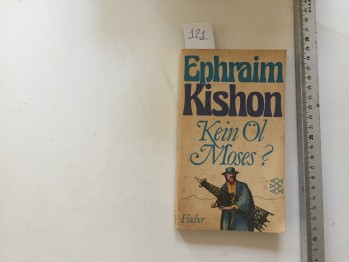 121
Ephraim
Kishon
Kein Öl
Moses?
Fischer